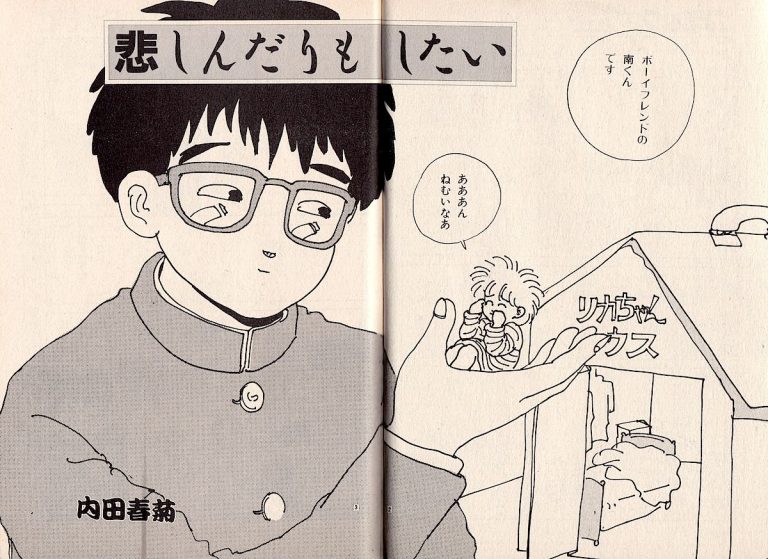 悲しんだりもしたい
ボーイフレンドの
南くん
です
あああん
ねむいなあ
リカちゃん
ウス
内田春菊
3
2